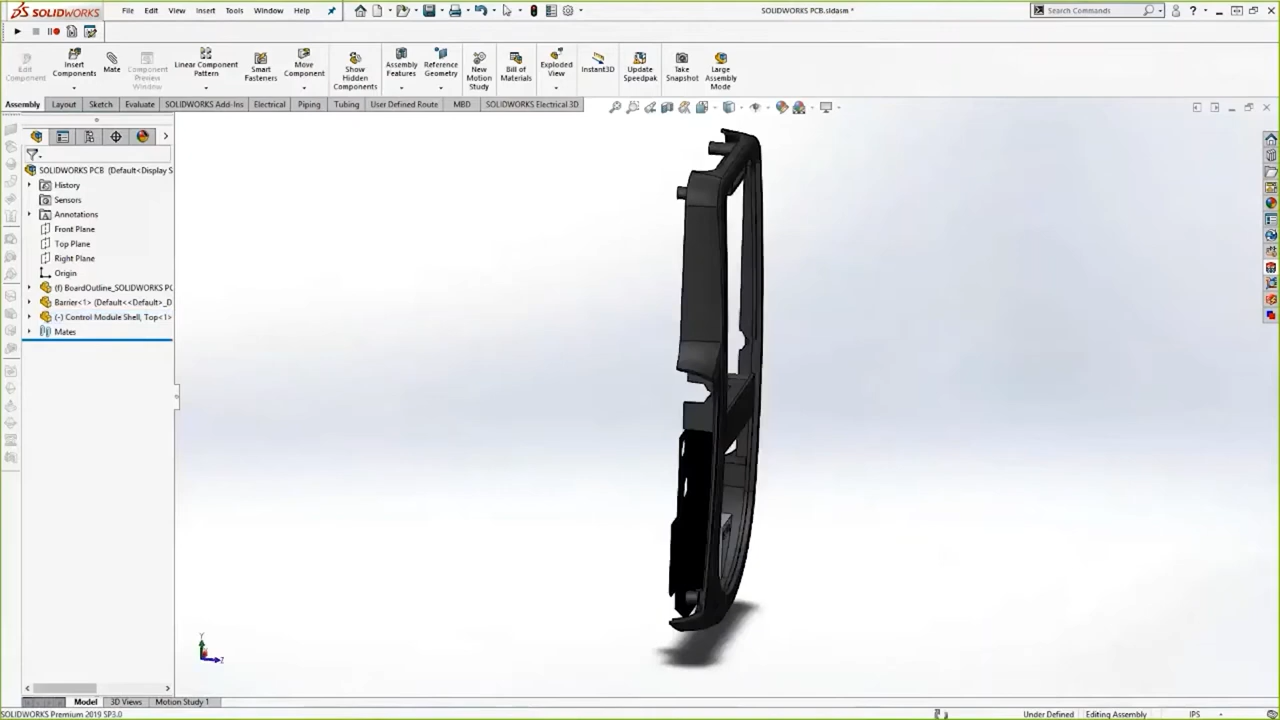 SOLIDWORKS File Edit View Insert Tools Window Help SOLIDWORKS PCB.sldasm * Search Commands ?
Edit Component
Insert Components
Mate
Component Preview Window
Linear Component Pattern
Smart Fasteners
Move Component
Show Hidden Components
Assembly Features
Reference Geometry
New Motion Study
Bill of Materials
Exploded View
Instant3D
Update Speedpak
Take Snapshot
Large Assembly Mode
Assembly Layout Sketch Evaluate SOLIDWORKS Add-Ins Electrical Piping Tubing User Defined Route MBD SOLIDWORKS Electrical 3D
SOLIDWORKS PCB (Default<Display S
History
Sensors
Annotations
Front Plane
Top Plane
Right Plane
Origin
(f) BoardOutline_SOLIDWORKS PC
Barrier<1> (Default<<Default>_D
(-) Control Module Shell, Top<1>
Mates
Y
Z
Model 3D Views Motion Study 1
SOLIDWORKS Premium 2019 SP3.0 Under Defined Editing Assembly IPS